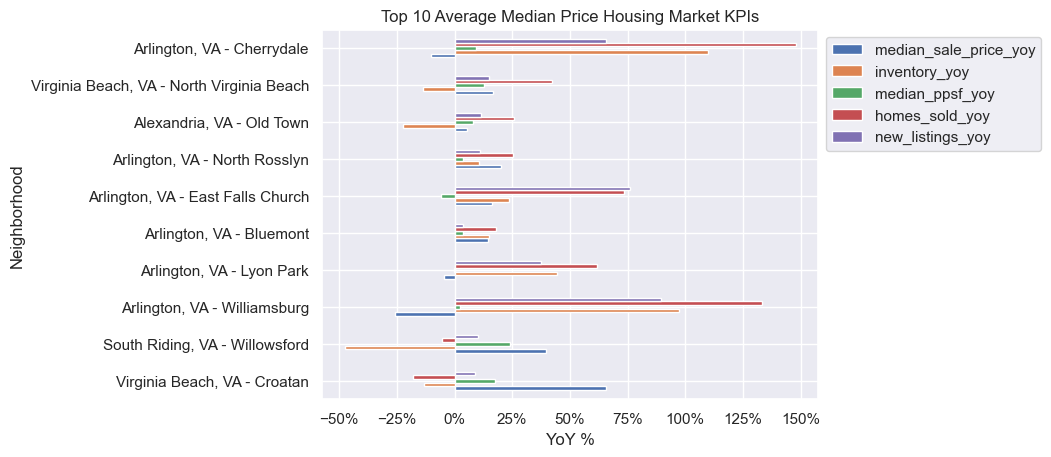 Top 10 Average Median Price Housing Market KPIs
Neighborhood
Arlington, VA - Cherrydale
Virginia Beach, VA - North Virginia Beach
Alexandria, VA - Old Town
Arlington, VA - North Rosslyn
Arlington, VA - East Falls Church
Arlington, VA - Bluemont
Arlington, VA - Lyon Park
Arlington, VA - Williamsburg
South Riding, VA - Willowsford
Virginia Beach, VA - Croatan
−50% −25% 0% 25% 50% 75% 100% 125% 150%
YoY %
median_sale_price_yoy
inventory_yoy
median_ppsf_yoy
homes_sold_yoy
new_listings_yoy